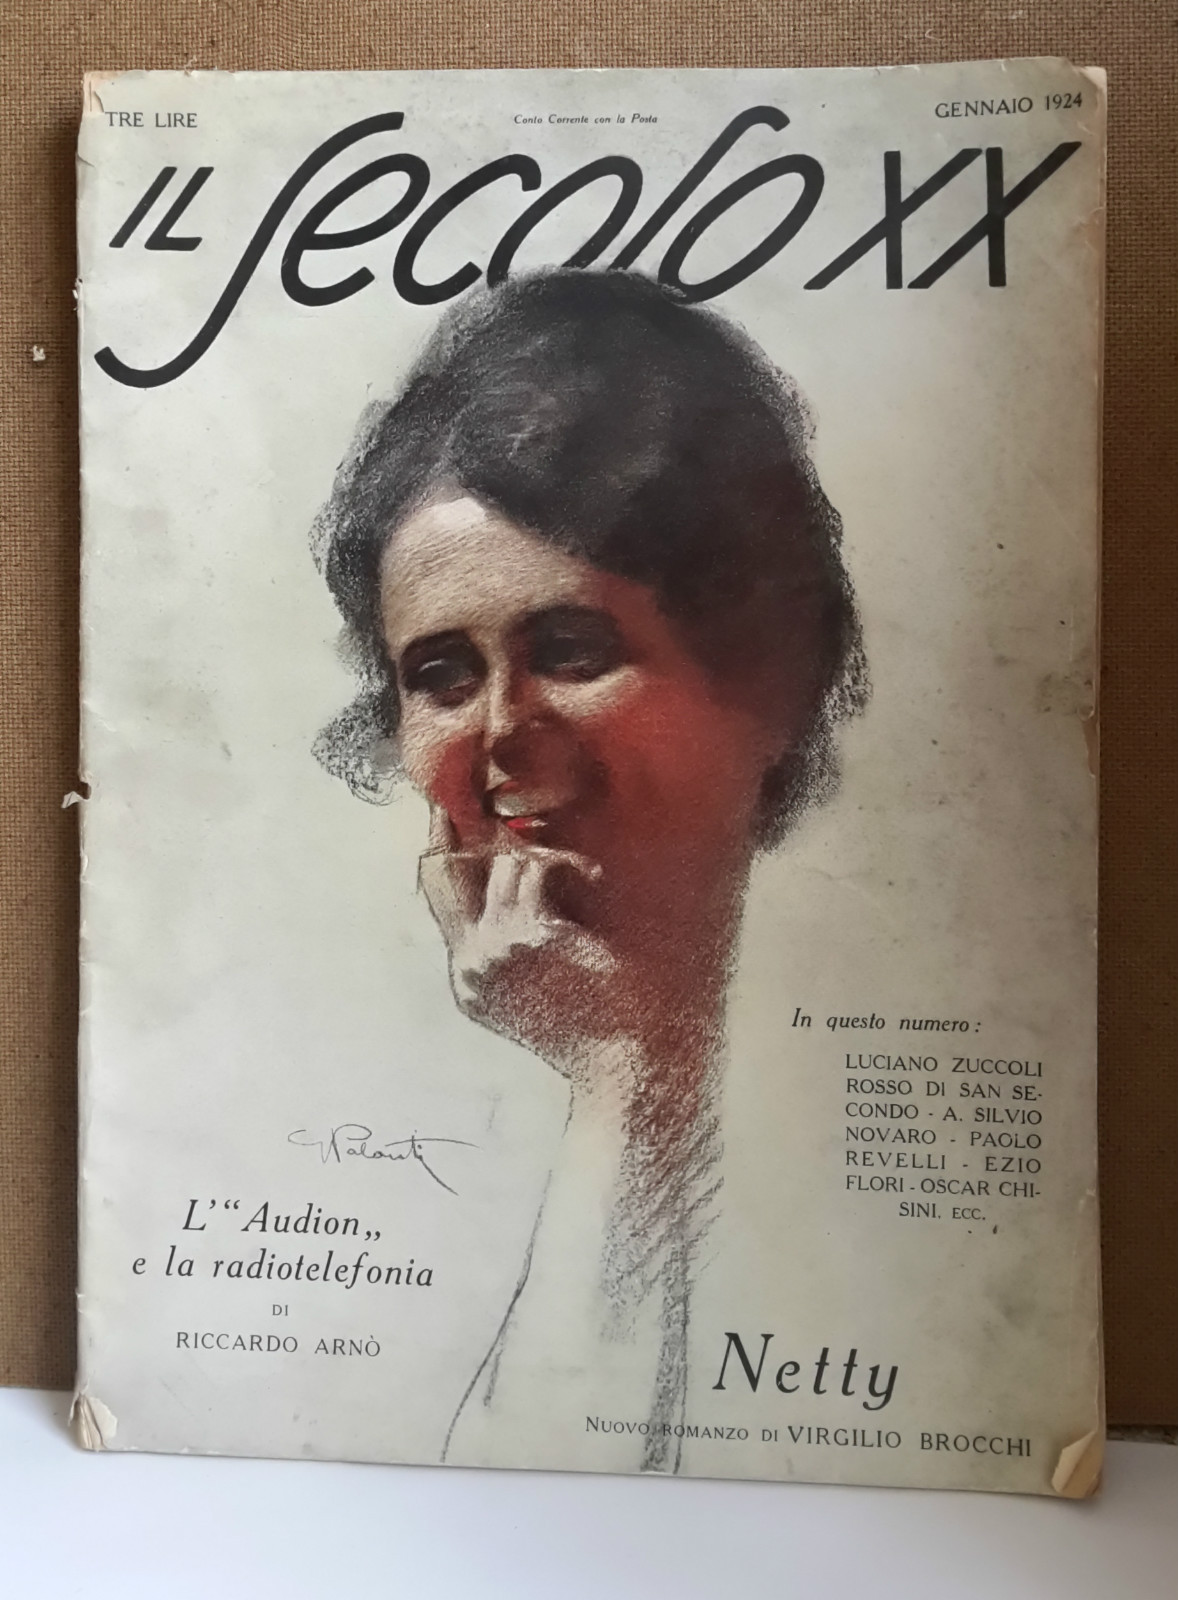 TRE LIRE
Conto Corrente con la Posta
GENNAIO 1924
IL Secolo XX
In questo numero:
LUCIANO ZUCCOLI
ROSSO DI SAN SE-
CONDO - A. SILVIO
NOVARO - PAOLO
REVELLI - EZIO
FLORI - OSCAR CHI-
SINI, ECC.
G Palanti
L'“Audion„
e la radiotelefonia
DI
RICCARDO ARNÒ
Netty
NUOVO ROMANZO DI VIRGILIO BROCCHI